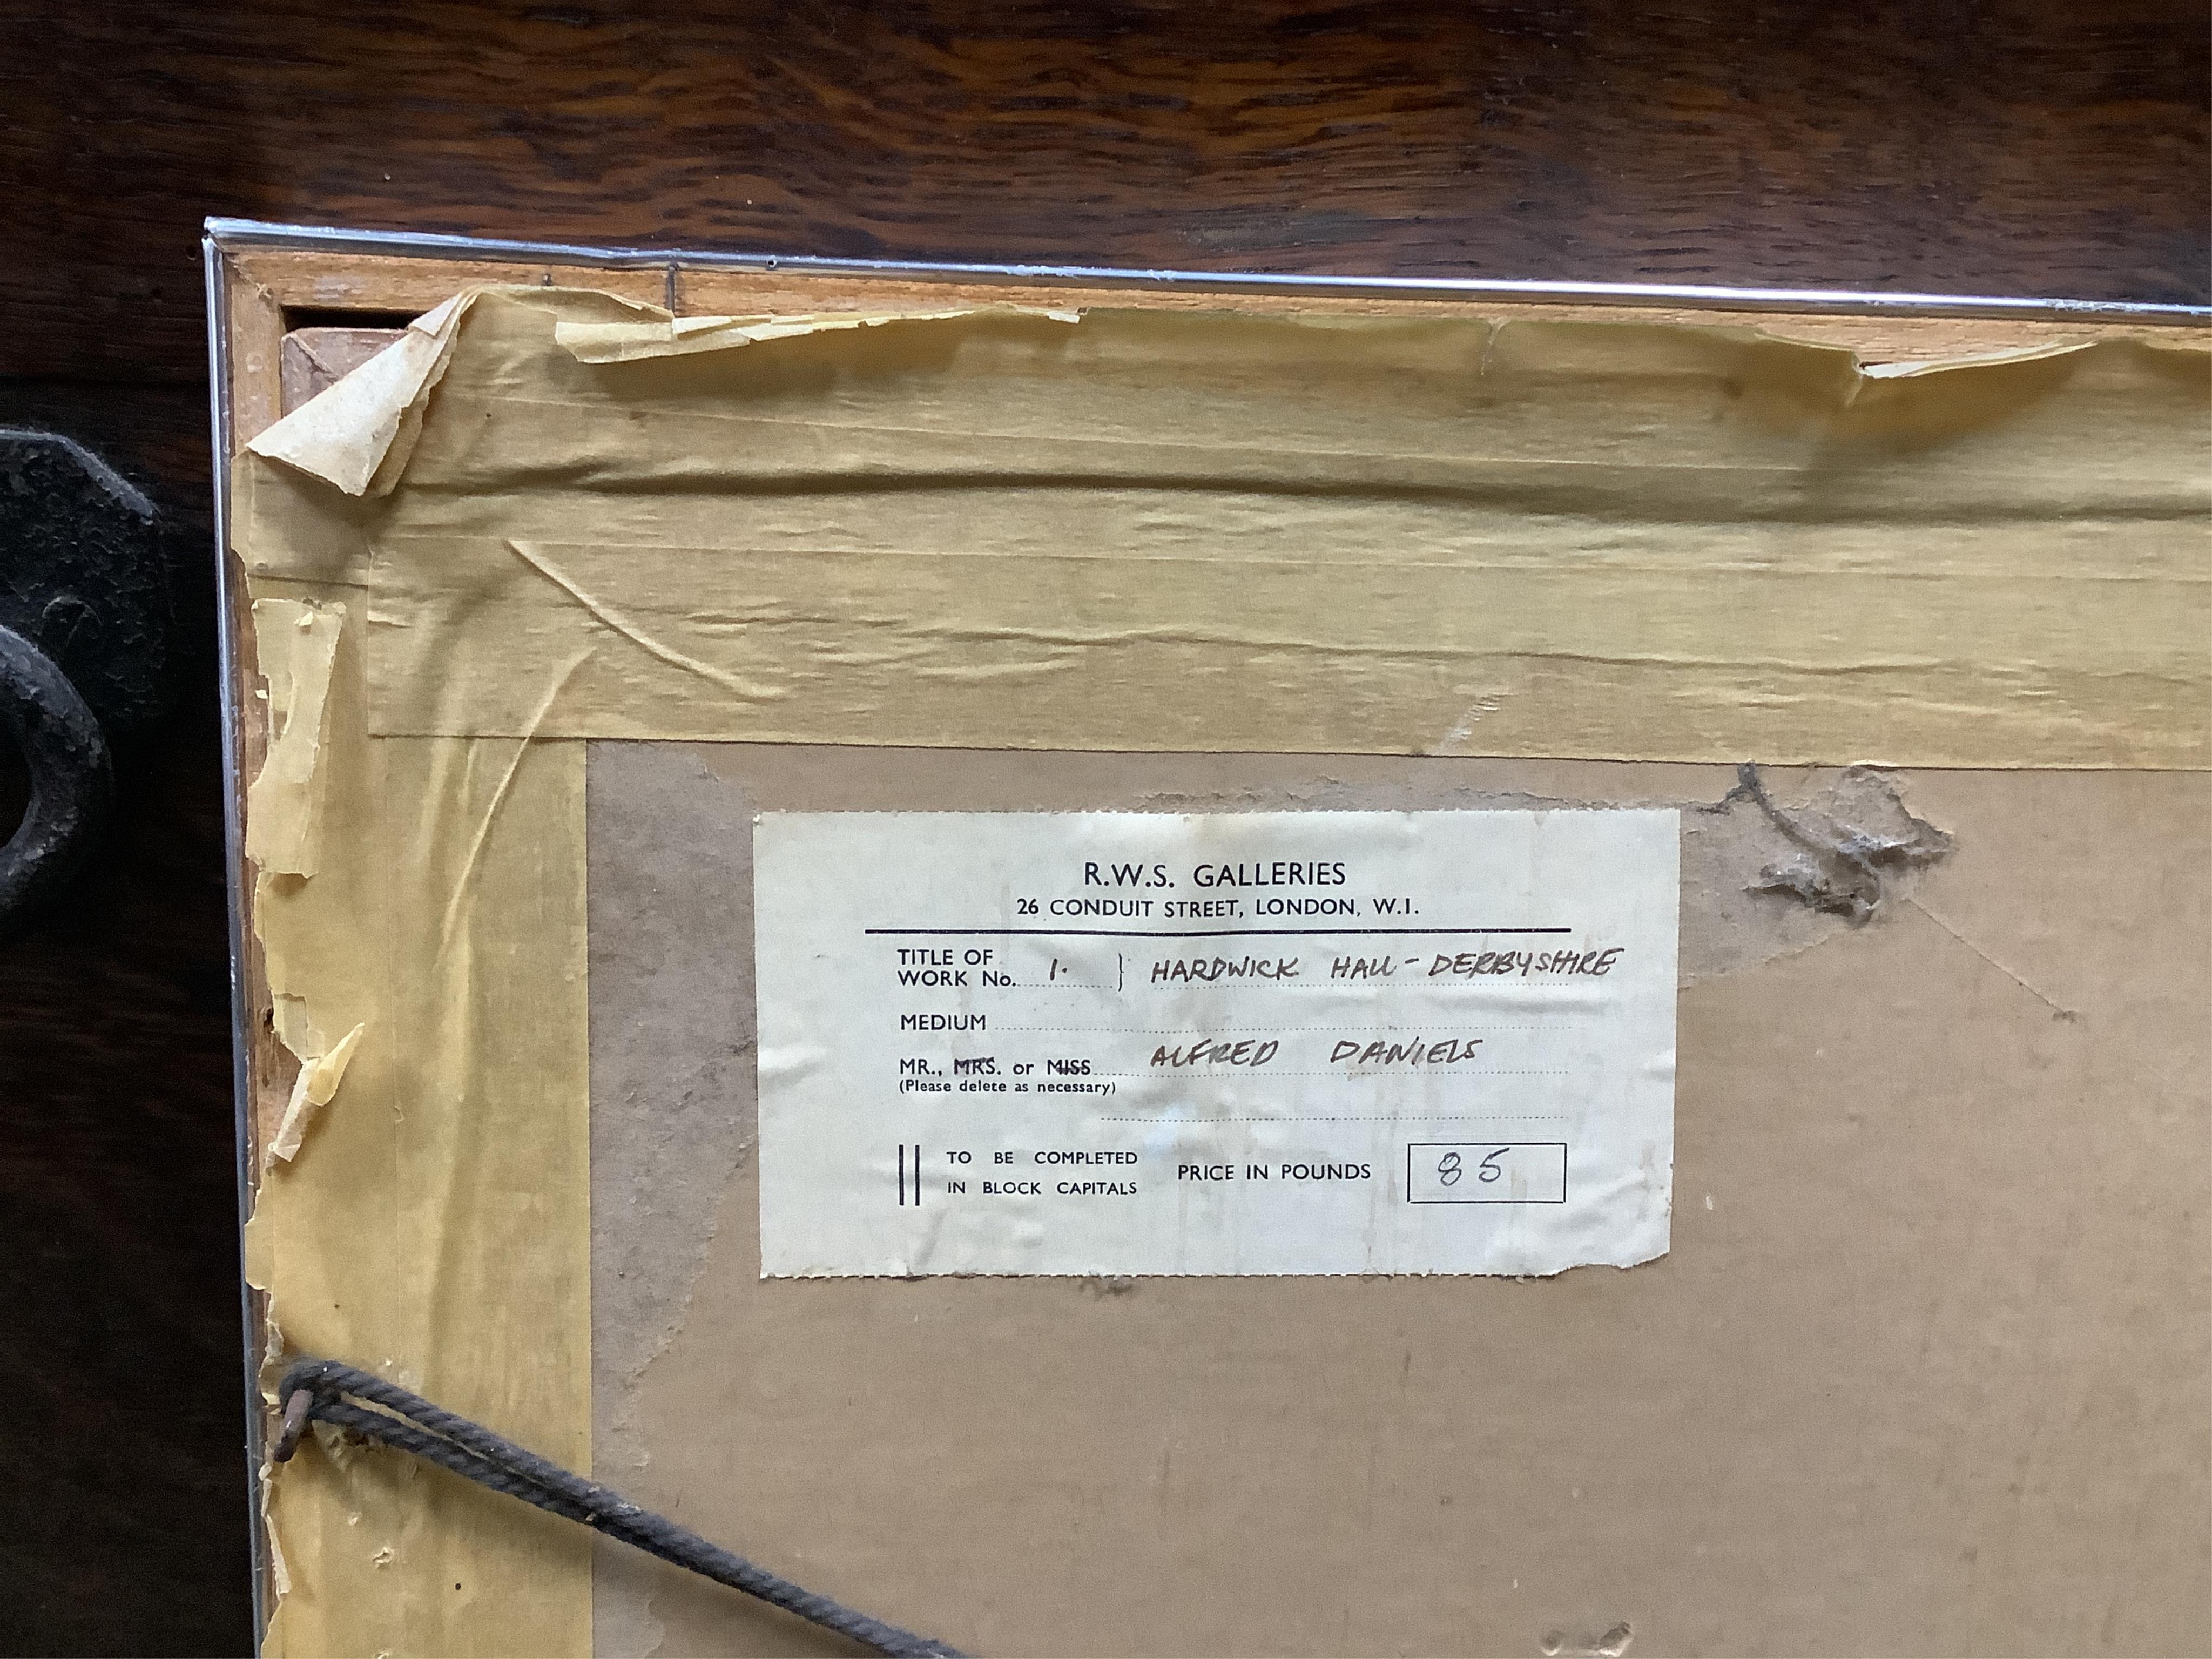 R.W.S. GALLERIES
26 CONDUIT STREET, LONDON, W.I.
TITLE OF
WORK No. 1. } HARDWICK HALL - DERBYSHIRE
MEDIUM
MR., MRS. or MISS ALFRED DANIELS
(Please delete as necessary)
TO BE COMPLETED
IN BLOCK CAPITALS
PRICE IN POUNDS 85